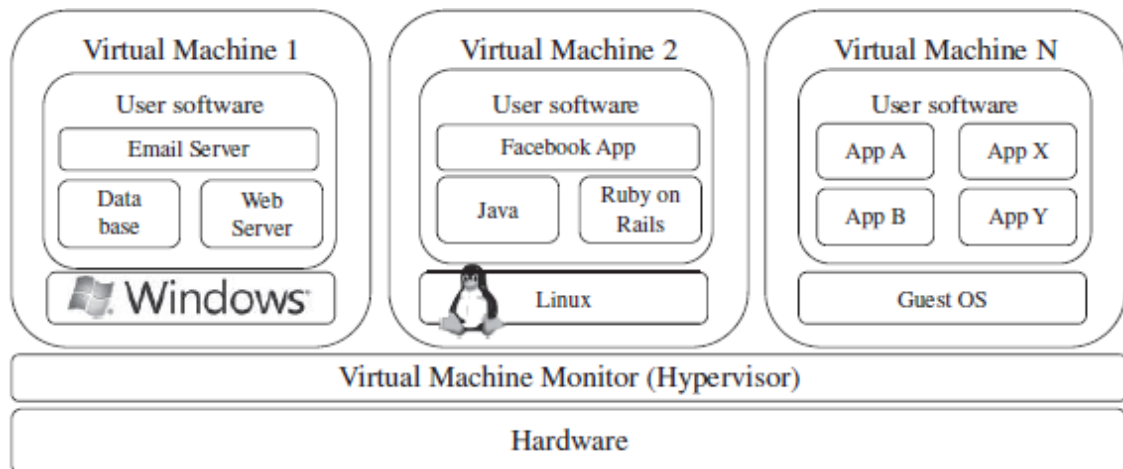 Virtual Machine 1
User software
Email Server
Data
base
Web
Server
Windows
Virtual Machine 2
User software
Facebook App
Java
Ruby on
Rails
Linux
Virtual Machine N
User software
App A
App X
App B
App Y
Guest OS
Virtual Machine Monitor (Hypervisor)
Hardware